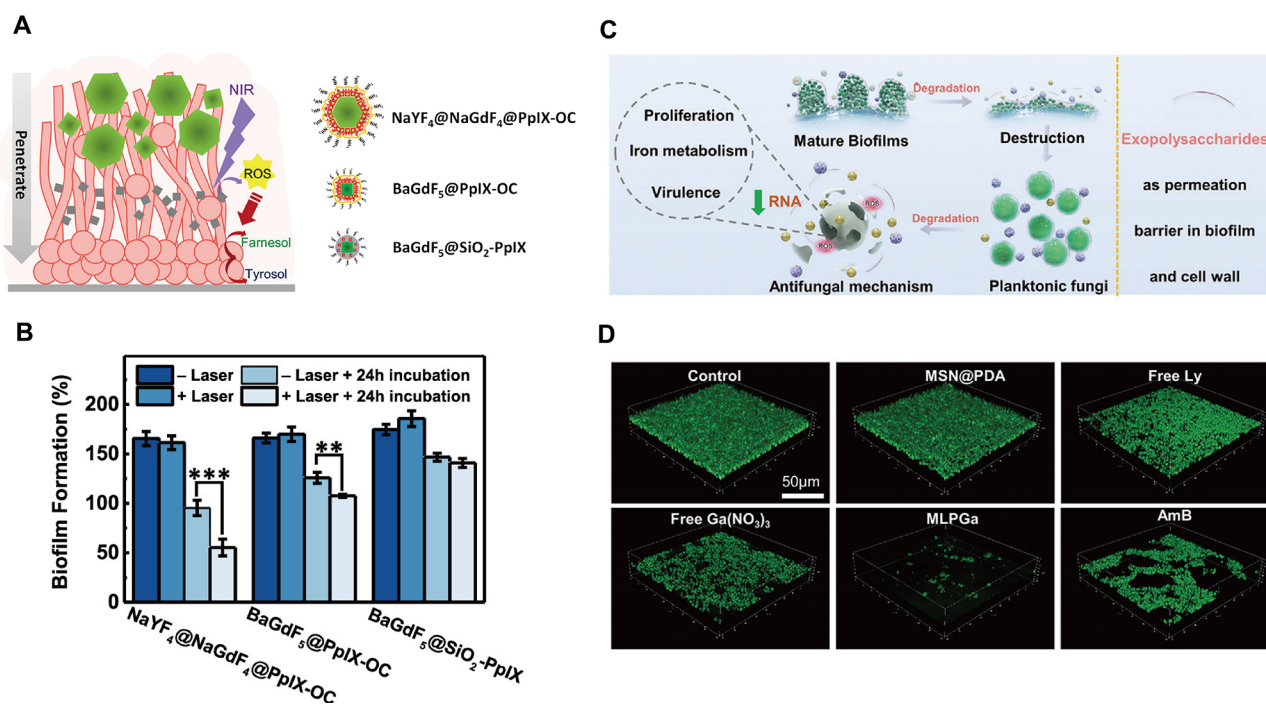 A
Penetrate
NIR
ROS
Farnesol
Tyrosol
NaYF₄@NaGdF₄@PpIX-OC
BaGdF₅@PpIX-OC
BaGdF₅@SiO₂-PpIX
B
Biofilm Formation (%)
200
150
100
50
0
– Laser
– Laser + 24h incubation
+ Laser
+ Laser + 24h incubation
***
**
NaYF₄@NaGdF₄@PpIX-OC
BaGdF₅@PpIX-OC
BaGdF₅@SiO₂-PpIX
C
Proliferation
Iron metabolism
Virulence
RNA
Mature Biofilms
Degradation
Destruction
ROS
ROS
Degradation
Antifungal mechanism
Planktonic fungi
Exopolysaccharides
as permeation
barrier in biofilm
and cell wall
D
Control
50µm
MSN@PDA
Free Ly
Free Ga(NO₃)₃
MLPGa
AmB